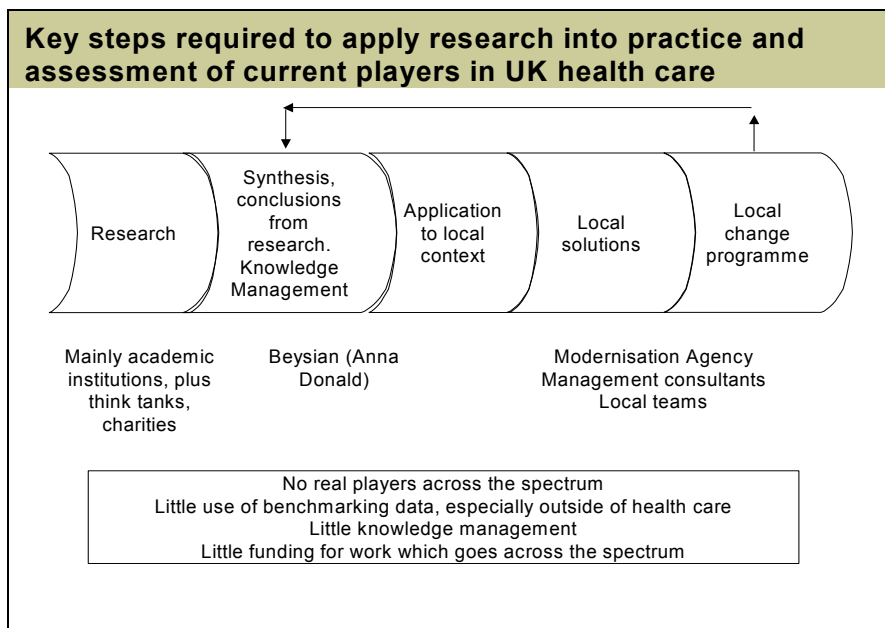 Key steps required to apply research into practice and
assessment of current players in UK health care
Research
Synthesis,
conclusions
from
research.
Knowledge
Management
Application
to local
context
Local
solutions
Local
change
programme
Mainly academic
institutions, plus
think tanks,
charities
Beysian (Anna
Donald)
Modernisation Agency
Management consultants
Local teams
No real players across the spectrum
Little use of benchmarking data, especially outside of health care
Little knowledge management
Little funding for work which goes across the spectrum